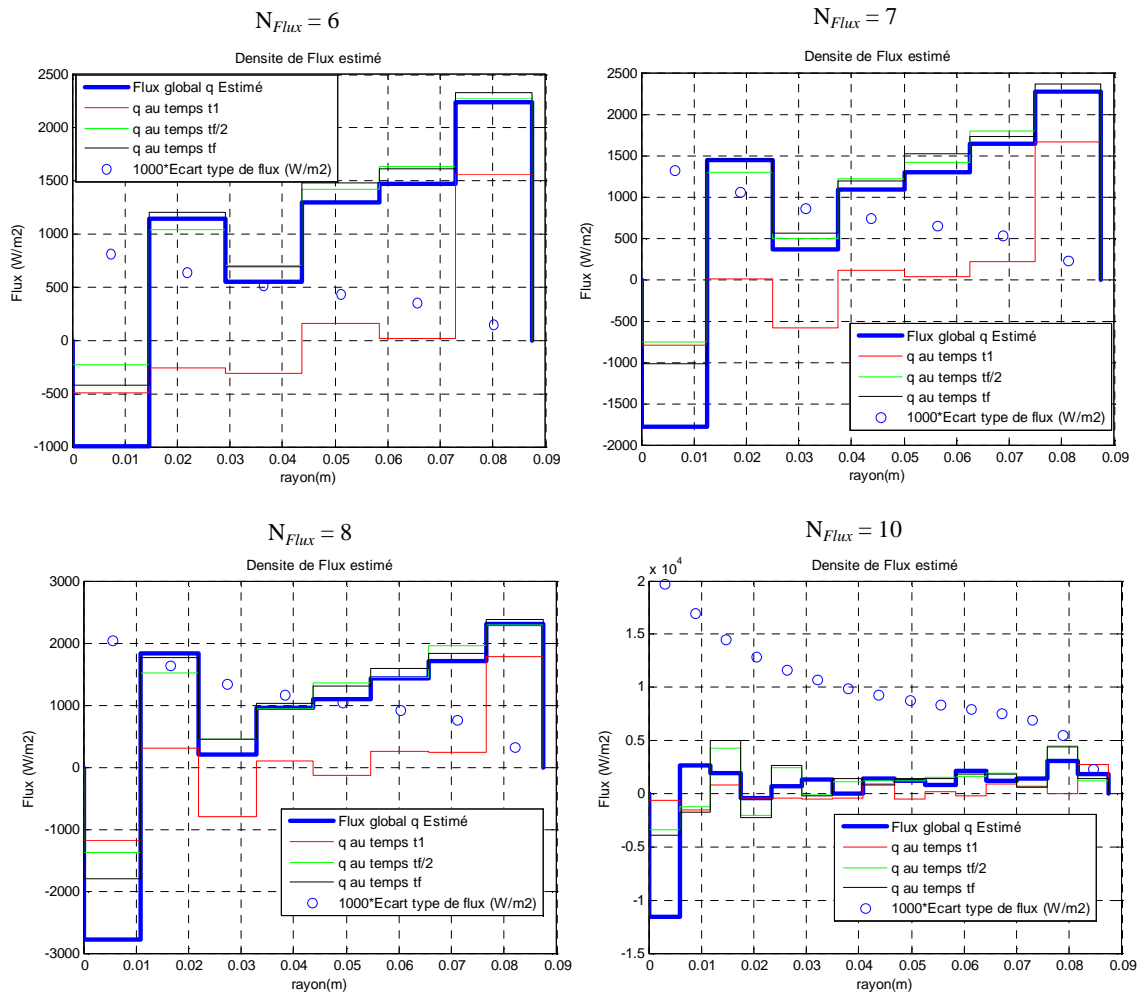 N_Flux = 6
Densite de Flux estimé
2500
2000
1500
1000
500
0
-500
-1000
Flux (W/m2)
Flux global q Estimé
q au temps t1
q au temps tf/2
q au temps tf
1000*Ecart type de flux (W/m2)
0 0.01 0.02 0.03 0.04 0.05 0.06 0.07 0.08 0.09
rayon(m)
N_Flux = 7
Densite de Flux estimé
2500
2000
1500
1000
500
0
-500
-1000
-1500
-2000
Flux (W/m2)
Flux global q Estimé
q au temps t1
q au temps tf/2
q au temps tf
1000*Ecart type de flux (W/m2)
0 0.01 0.02 0.03 0.04 0.05 0.06 0.07 0.08 0.09
rayon(m)
N_Flux = 8
Densite de Flux estimé
3000
2000
1000
0
-1000
-2000
-3000
Flux (W/m2)
Flux global q Estimé
q au temps t1
q au temps tf/2
q au temps tf
1000*Ecart type de flux (W/m2)
0 0.01 0.02 0.03 0.04 0.05 0.06 0.07 0.08 0.09
rayon(m)
N_Flux = 10
Densite de Flux estimé
x 10^4
2
1.5
1
0.5
0
-0.5
-1
-1.5
Flux (W/m2)
Flux global q Estimé
q au temps t1
q au temps tf/2
q au temps tf
1000*Ecart type de flux (W/m2)
0 0.01 0.02 0.03 0.04 0.05 0.06 0.07 0.08 0.09
rayon(m)